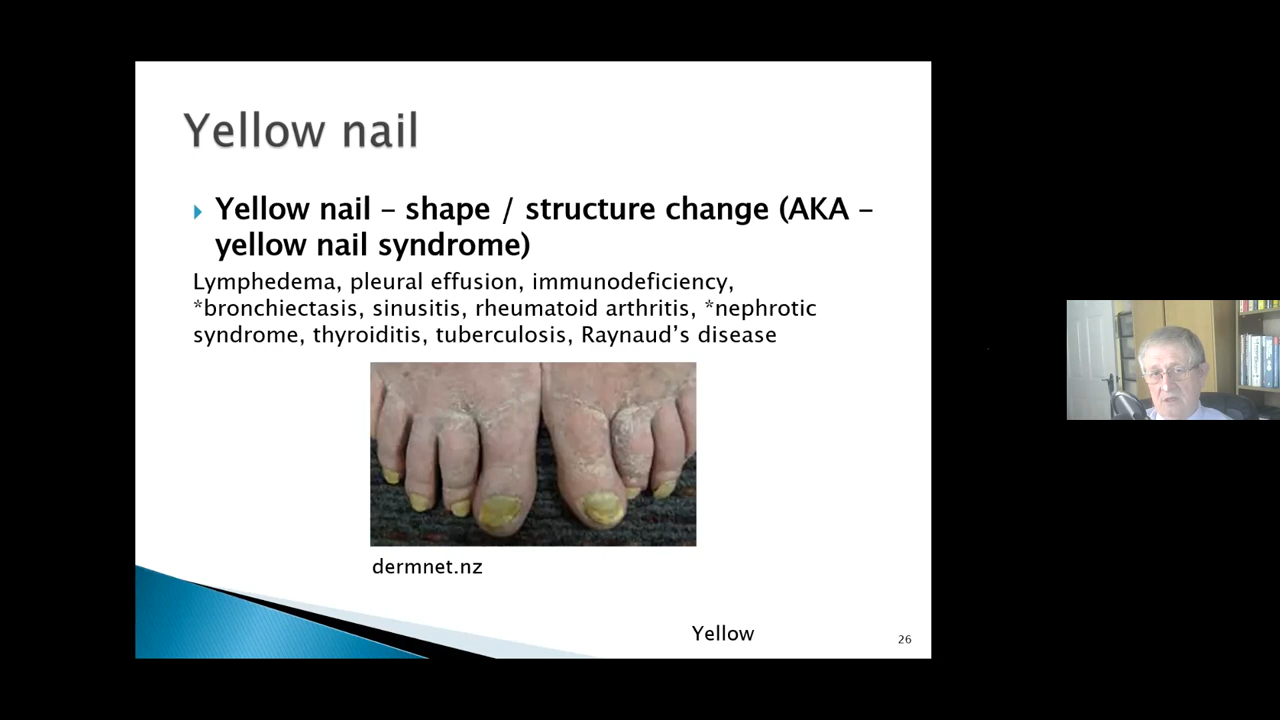 Yellow nail
Yellow nail – shape / structure change (AKA –
yellow nail syndrome)
Lymphedema, pleural effusion, immunodeficiency,
*bronchiectasis, sinusitis, rheumatoid arthritis, *nephrotic
syndrome, thyroiditis, tuberculosis, Raynaud’s disease
dermnet.nz
Yellow
26